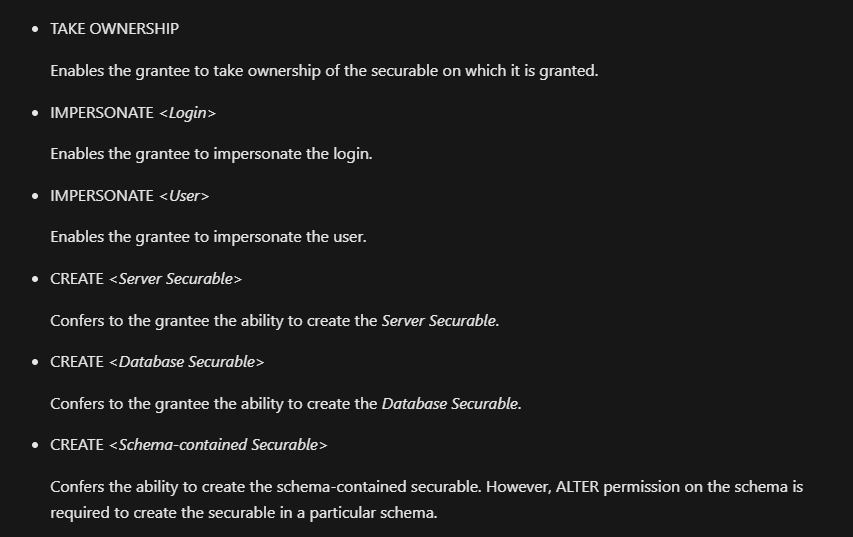 • TAKE OWNERSHIP
Enables the grantee to take ownership of the securable on which it is granted.
• IMPERSONATE <Login>
Enables the grantee to impersonate the login.
• IMPERSONATE <User>
Enables the grantee to impersonate the user.
• CREATE <Server Securable>
Confers to the grantee the ability to create the Server Securable.
• CREATE <Database Securable>
Confers to the grantee the ability to create the Database Securable.
• CREATE <Schema-contained Securable>
Confers the ability to create the schema-contained securable. However, ALTER permission on the schema is
required to create the securable in a particular schema.